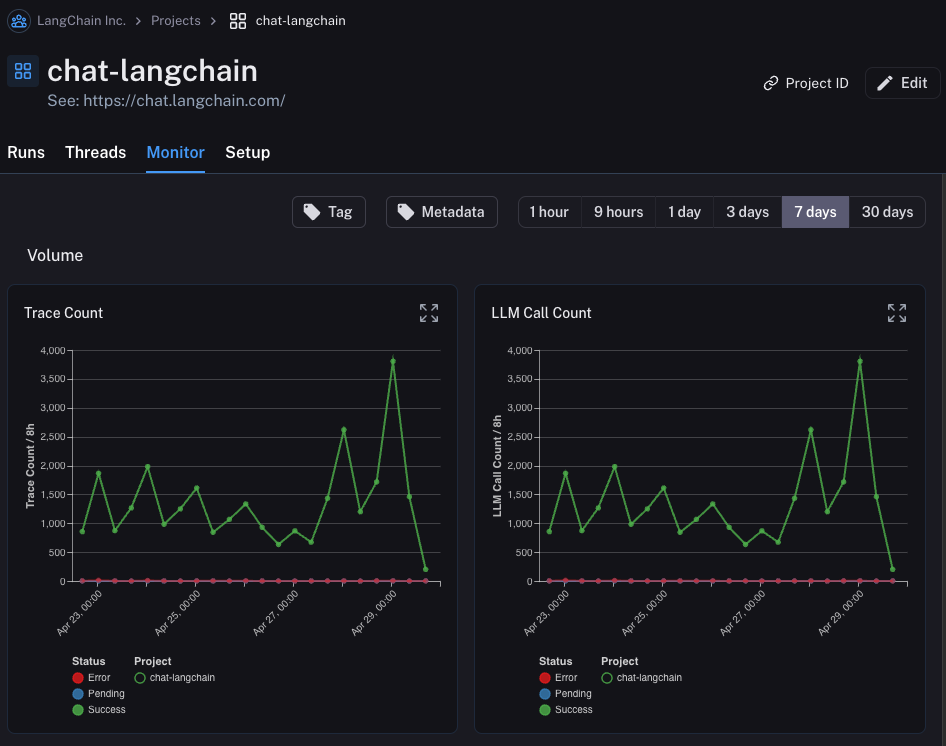 LangChain Inc. > Projects > chat-langchain
chat-langchain
See: https://chat.langchain.com/
Project ID
Edit
Runs Threads Monitor Setup
Tag Metadata 1 hour 9 hours 1 day 3 days 7 days 30 days
Volume
Trace Count
Trace Count / 8h
4,000
3,500
3,000
2,500
2,000
1,500
1,000
500
0
Apr 23, 00:00
Apr 25, 00:00
Apr 27, 00:00
Apr 29, 00:00
Status Project
Error chat-langchain
Pending
Success
LLM Call Count
LLM Call Count / 8h
4,000
3,500
3,000
2,500
2,000
1,500
1,000
500
0
Apr 23, 00:00
Apr 25, 00:00
Apr 27, 00:00
Apr 29, 00:00
Status Project
Error chat-langchain
Pending
Success